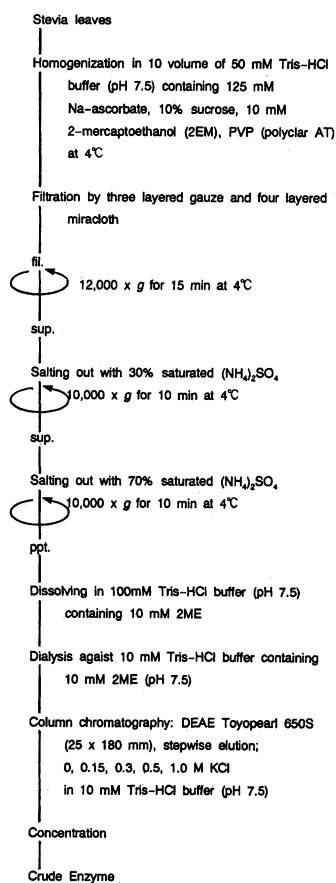 Stevia leaves
Homogenization in 10 volume of 50 mM Tris-HCl
buffer (pH 7.5) containing 125 mM
Na-ascorbate, 10% sucrose, 10 mM
2-mercaptoethanol (2EM), PVP (polyclar AT)
at 4℃
Filtration by three layered gauze and four layered
miracloth
fil.
12,000 x g for 15 min at 4℃
sup.
Salting out with 30% saturated (NH₄)₂SO₄
10,000 x g for 10 min at 4℃
sup.
Salting out with 70% saturated (NH₄)₂SO₄
10,000 x g for 10 min at 4℃
ppt.
Dissolving in 100mM Tris-HCl buffer (pH 7.5)
containing 10 mM 2ME
Dialysis agaist 10 mM Tris-HCl buffer containing
10 mM 2ME (pH 7.5)
Column chromatography: DEAE Toyopearl 650S
(25 x 180 mm), stepwise elution;
0, 0.15, 0.3, 0.5, 1.0 M KCl
in 10 mM Tris-HCl buffer (pH 7.5)
Concentration
Crude Enzyme